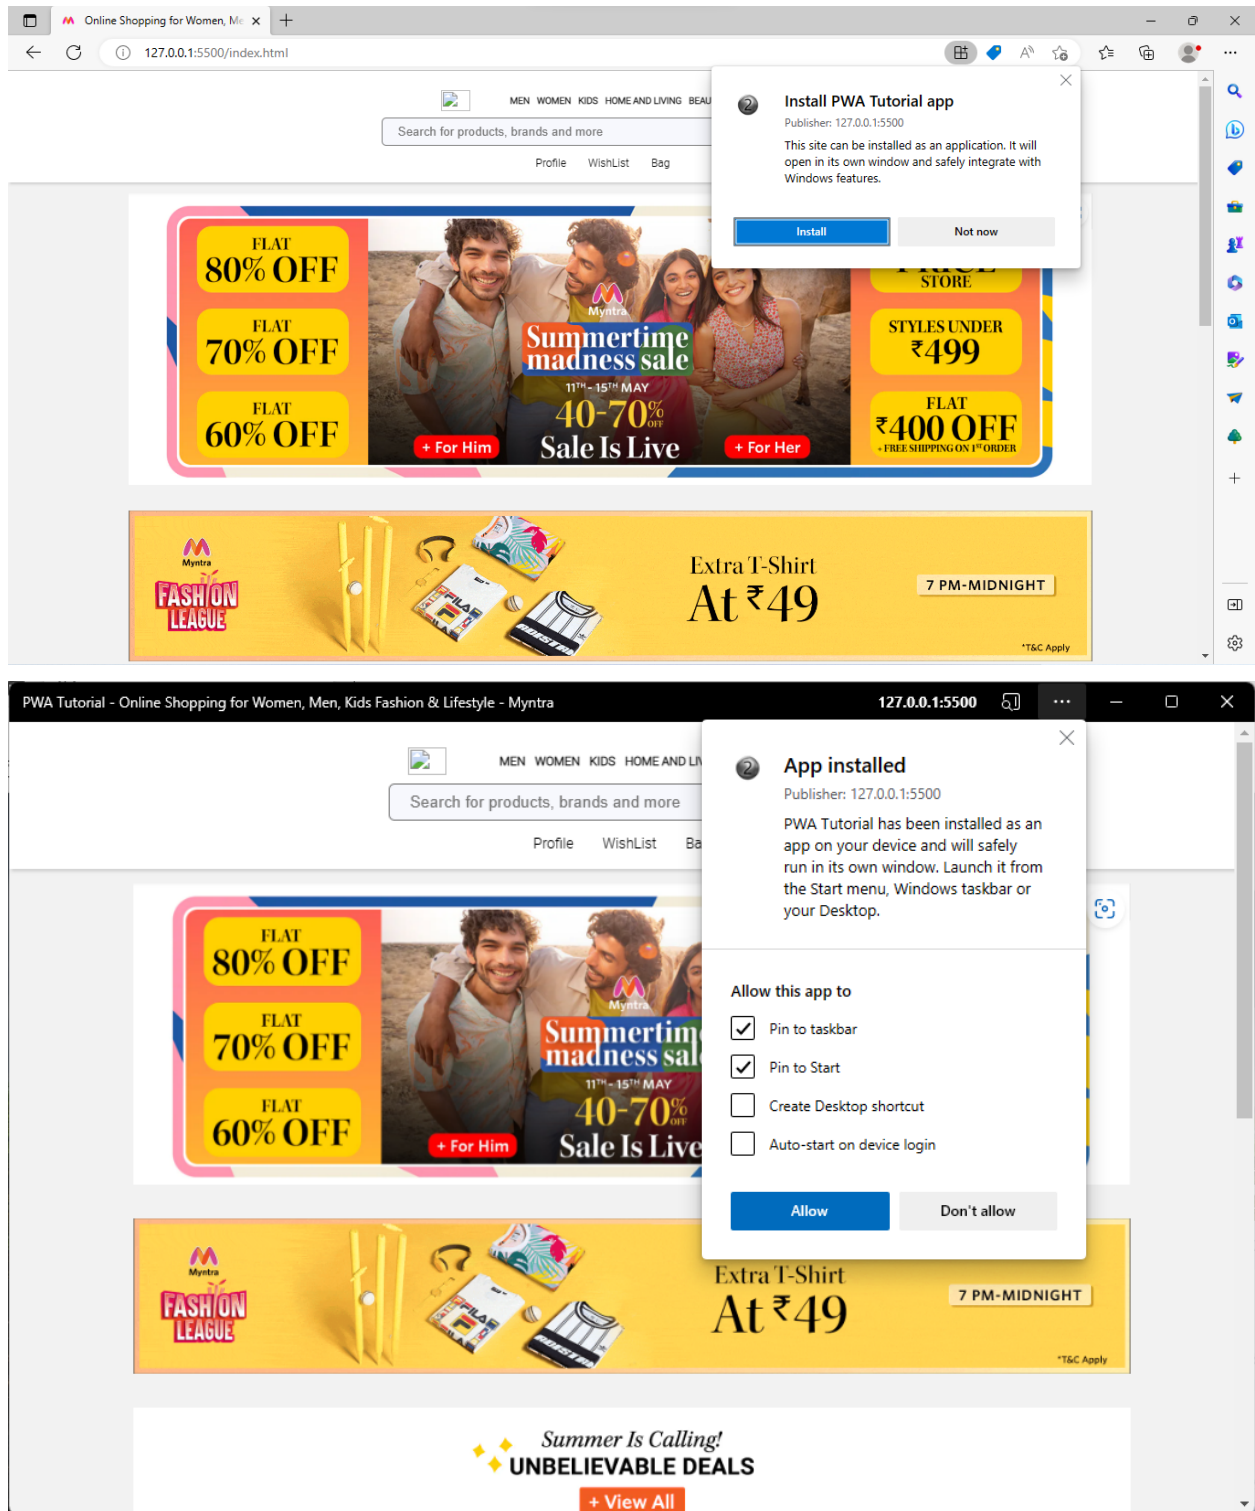 Online Shopping for Women, Me
127.0.0.1:5500/index.html
MEN WOMEN KIDS HOME AND LIVING BEAU
Search for products, brands and more
Profile WishList Bag
Install PWA Tutorial app
Publisher: 127.0.0.1:5500
This site can be installed as an application. It will
open in its own window and safely integrate with
Windows features.
Install Not now
FLAT
80% OFF
FLAT
70% OFF
FLAT
60% OFF
Myntra
Summertime
madness sale
11TH - 15TH MAY
40-70% OFF
Sale Is Live
+ For Him
+ For Her
STORE
STYLES UNDER
₹499
FLAT
₹400 OFF
+ FREE SHIPPING ON 1ST ORDER
Myntra
FASHION
LEAGUE
FILA
Extra T-Shirt
At ₹49
7 PM-MIDNIGHT
*T&C Apply
PWA Tutorial - Online Shopping for Women, Men, Kids Fashion & Lifestyle - Myntra
127.0.0.1:5500
MEN WOMEN KIDS HOME AND LIV
Search for products, brands and more
Profile WishList Ba
2
App installed
Publisher: 127.0.0.1:5500
PWA Tutorial has been installed as an
app on your device and will safely
run in its own window. Launch it from
the Start menu, Windows taskbar or
your Desktop.
Allow this app to
Pin to taskbar
Pin to Start
Create Desktop shortcut
Auto-start on device login
Allow Don't allow
FLAT
80% OFF
FLAT
70% OFF
FLAT
60% OFF
Myntra
Summertim
madness sal
11TH - 15TH MAY
40-70% OFF
Sale Is Live
+ For Him
Myntra
FASHION
LEAGUE
FILA
Extra T-Shirt
At ₹49
7 PM-MIDNIGHT
*T&C Apply
Summer Is Calling!
UNBELIEVABLE DEALS
+ View All